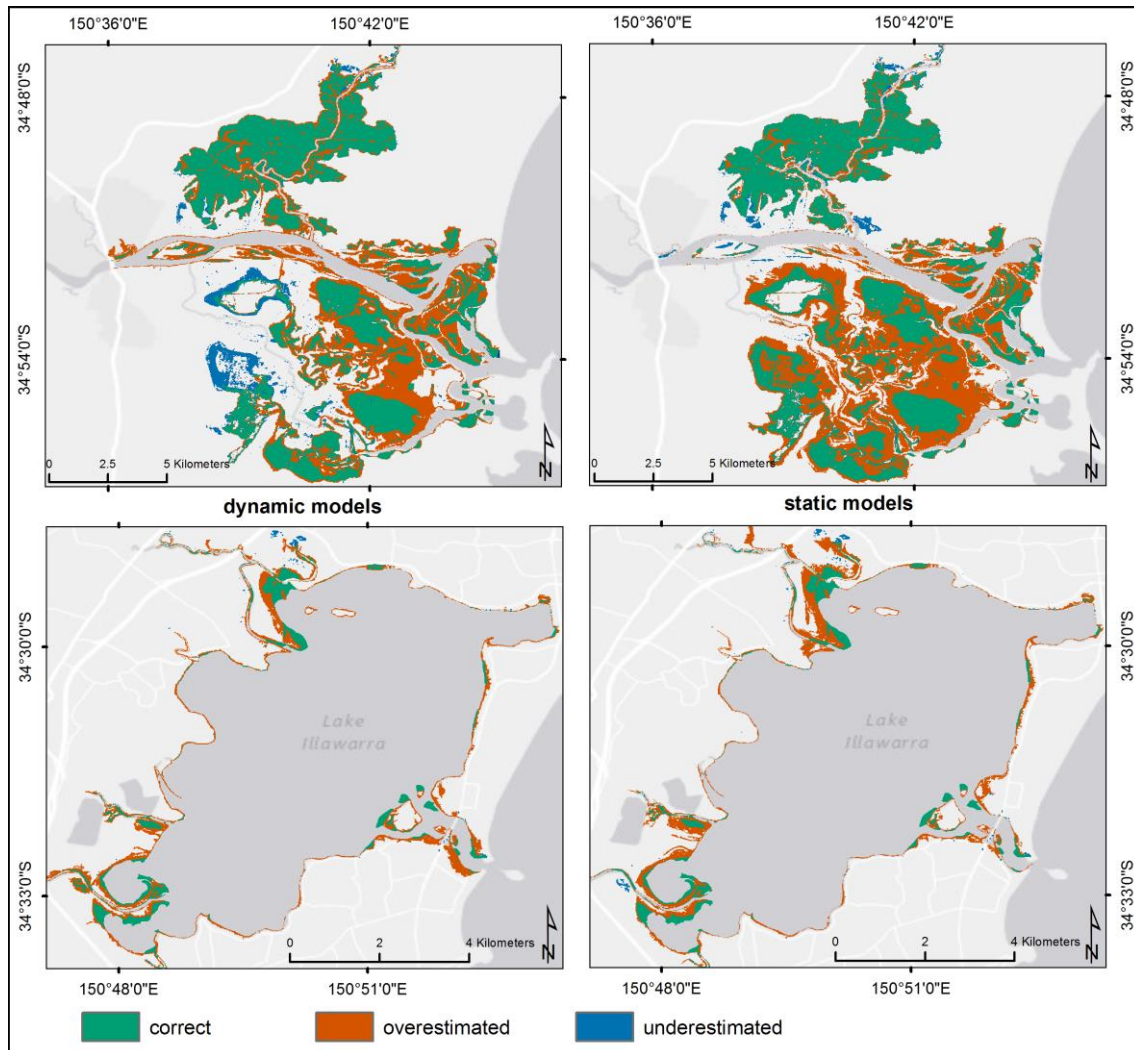 150°36'0"E 150°42'0"E 150°36'0"E 150°42'0"E
34°48'0"S 34°48'0"S
34°54'0"S 34°54'0"S
0 2.5 5 Kilometers N 0 2.5 5 Kilometers N
dynamic models static models
34°30'0"S Lake Lake 34°30'0"S
Illawarra Illawarra
34°33'0"S 34°33'0"S
0 2 4 Kilometers N 0 2 4 Kilometers N
150°48'0"E 150°51'0"E 150°48'0"E 150°51'0"E
correct overestimated underestimated